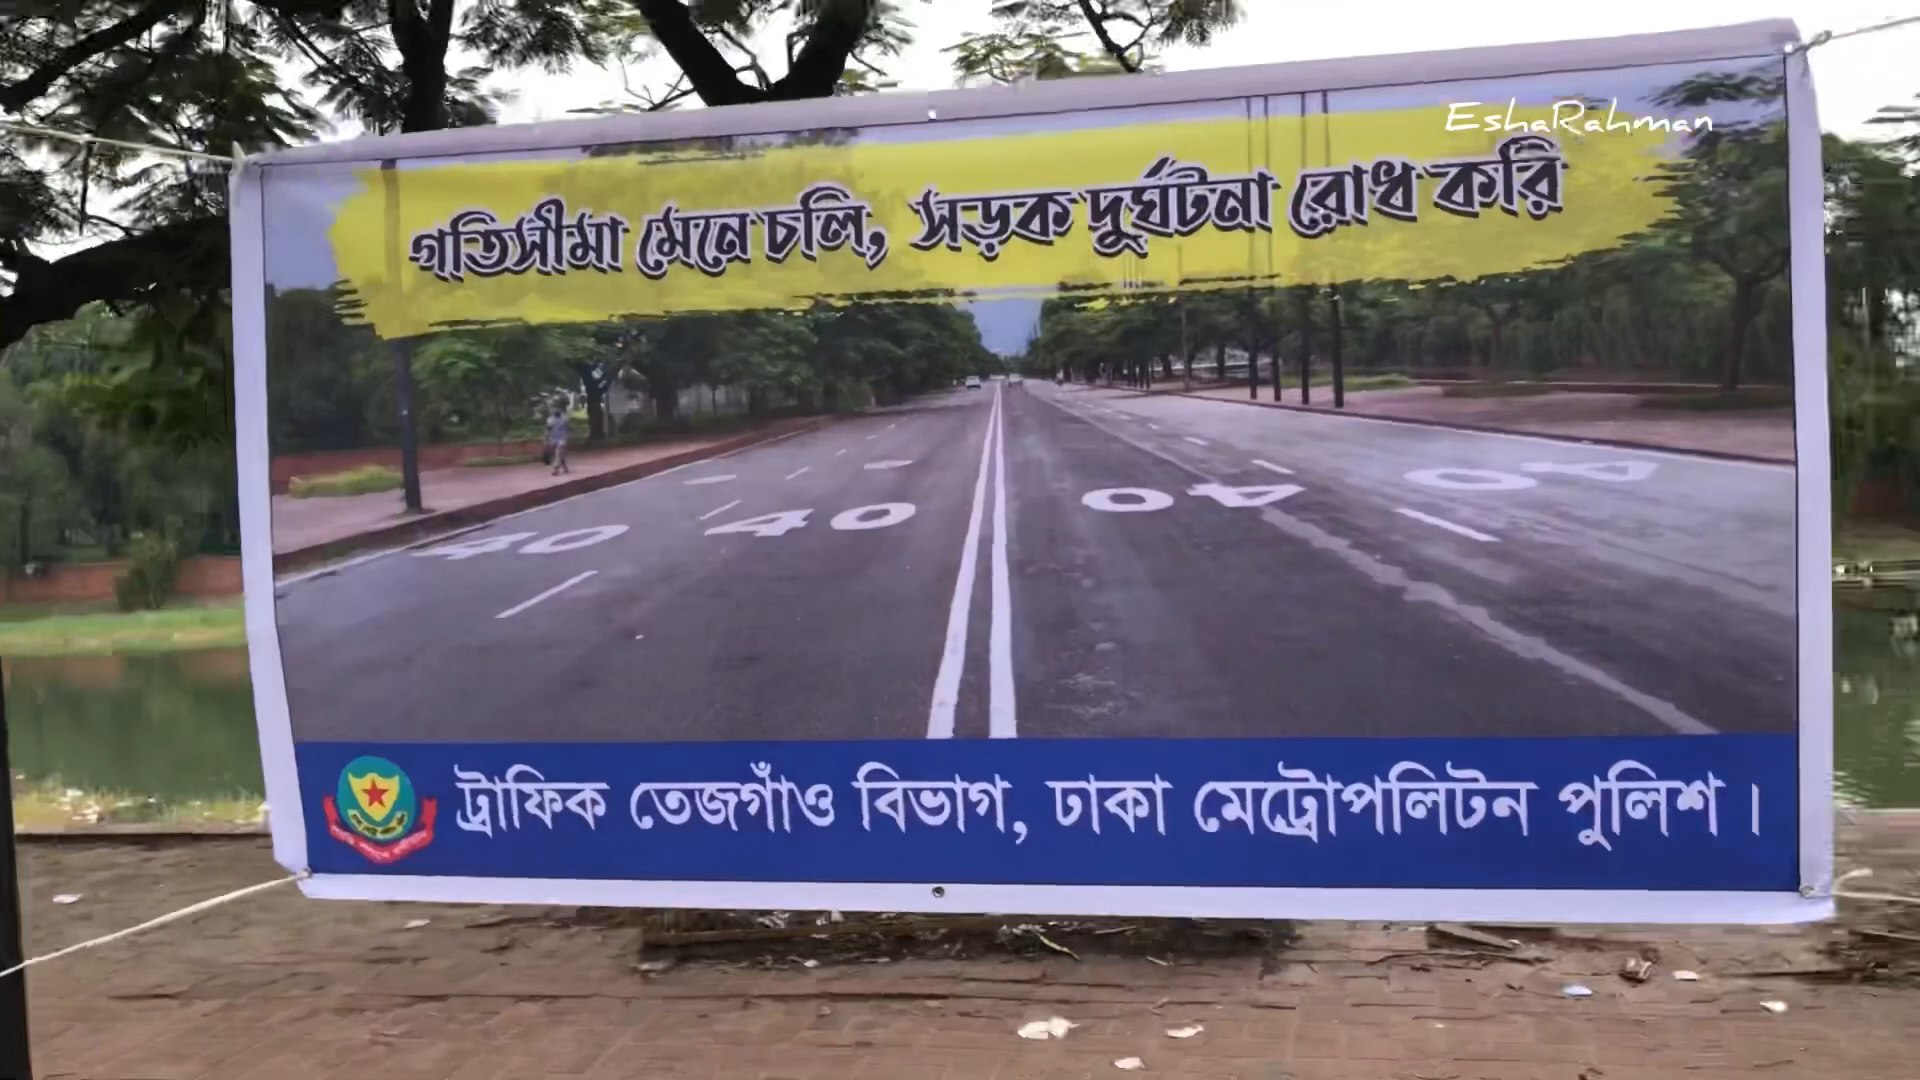 EshaRahman
গতিসীমা মেনে চলি, সড়ক দুর্ঘটনা রোধ করি
40 40 40 40
ট্রাফিক তেজগাঁও বিভাগ, ঢাকা মেট্রোপলিটন পুলিশ।